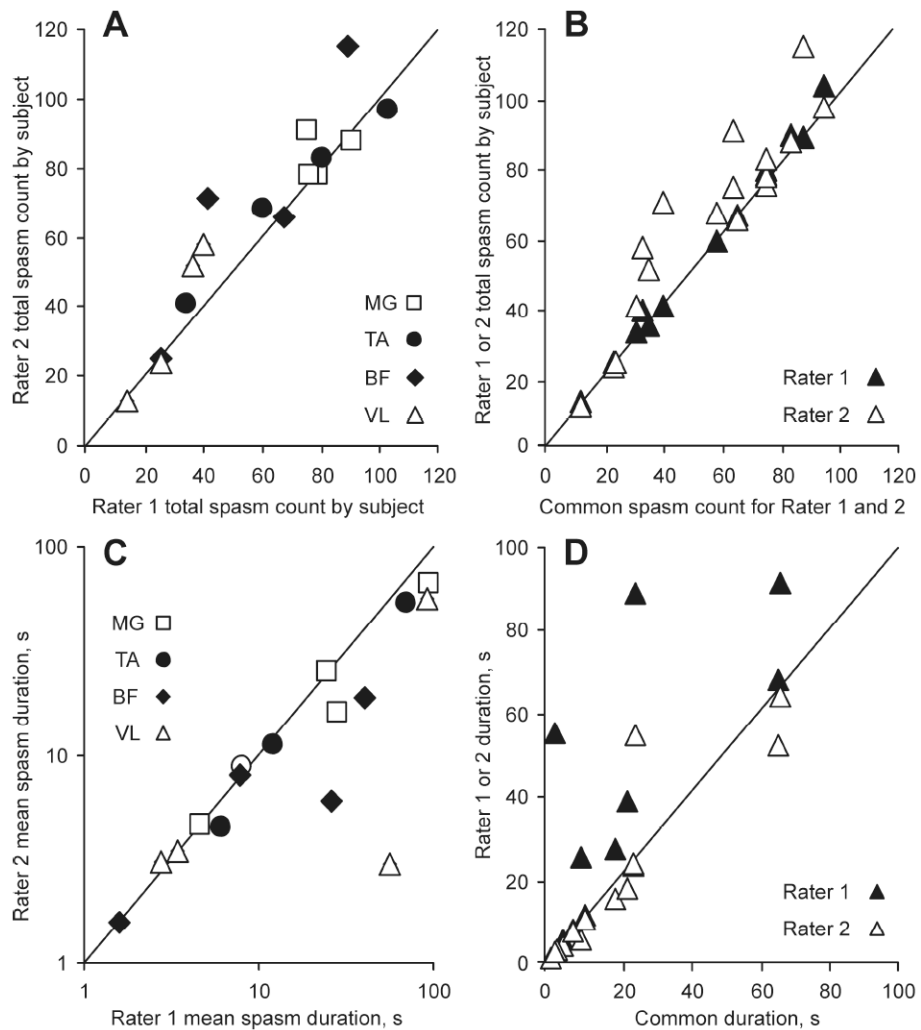 A
Rater 2 total spasm count by subject
120
100
80
60
40
20
0
MG
TA
BF
VL
0 20 40 60 80 100 120
Rater 1 total spasm count by subject
B
Rater 1 or 2 total spasm count by subject
120
100
80
60
40
20
0
Rater 1
Rater 2
0 20 40 60 80 100 120
Common spasm count for Rater 1 and 2
C
Rater 2 mean spasm duration, s
100
10
1
MG
TA
BF
VL
1 10 100
Rater 1 mean spasm duration, s
D
Rater 1 or 2 duration, s
100
80
60
40
20
0
Rater 1
Rater 2
0 20 40 60 80 100
Common duration, s